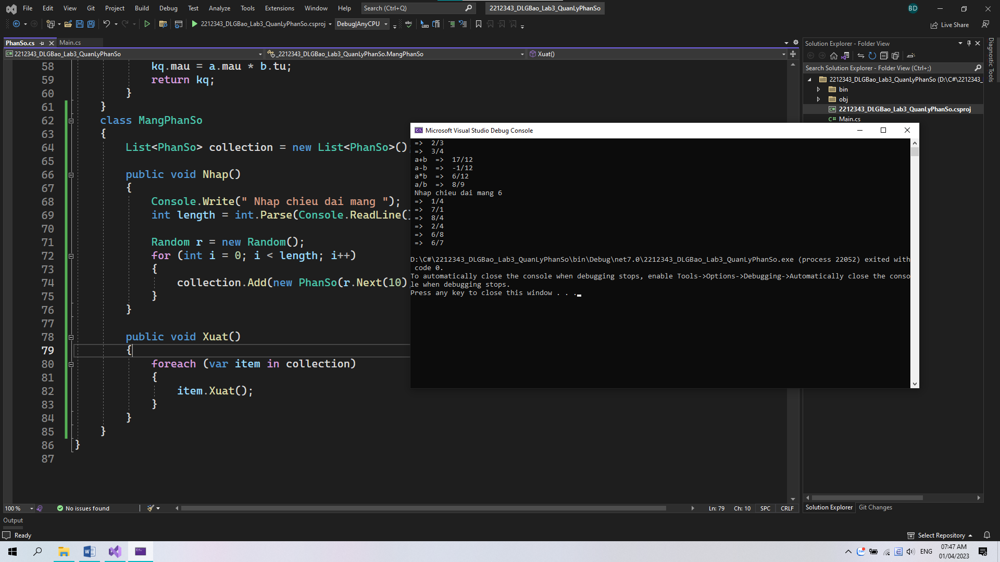 File Edit View Git Project Build Debug Test Analyze Tools Extensions Window Help Search (Ctrl+Q) 2212343_DLGBao_Lab3_QuanLyPhanSo BD
2212343_DLGBao_Lab3_QuanLyPhanSo.csproj Debug|AnyCPU Live Share
PhanSo.cs Main.cs
2212343_DLGBao_Lab3_QuanLyPhanSo _2212343_DLGBao_Lab3_QuanLyPhanSo.MangPhanSo Xuat()
58 kq.mau = a.mau * b.tu;
59 return kq;
60 }
61 }
62 class MangPhanSo
63 {
64 List<PhanSo> collection = new List<PhanSo>()
65
66 public void Nhap()
67 {
68 Console.Write(" Nhap chieu dai mang ");
69 int length = int.Parse(Console.ReadLine(
70
71 Random r = new Random();
72 for (int i = 0; i < length; i++)
73 {
74 collection.Add(new PhanSo(r.Next(10)
75 }
76 }
77
78 public void Xuat()
79 {
80 foreach (var item in collection)
81 {
82 item.Xuat();
83 }
84 }
85 }
86 }
87
Microsoft Visual Studio Debug Console
=> 2/3
=> 3/4
a+b => 17/12
a-b => -1/12
a*b => 6/12
a/b => 8/9
Nhap chieu dai mang 6
=> 1/4
=> 7/1
=> 8/4
=> 2/4
=> 6/8
=> 6/7
D:\C#\2212343_DLGBao_Lab3_QuanLyPhanSo\bin\Debug\net7.0\2212343_DLGBao_Lab3_QuanLyPhanSo.exe (process 22052) exited with
code 0.
To automatically close the console when debugging stops, enable Tools->Options->Debugging->Automatically close the conso
le when debugging stops.
Press any key to close this window . . .
Solution Explorer - Folder View
Search Solution Explorer - Folder View (Ctrl+;)
2212343_DLGBao_Lab3_QuanLyPhanSo (D:\C#\2212343_
bin
obj
2212343_DLGBao_Lab3_QuanLyPhanSo.csproj
C# Main.cs
Diagnostic Tools
Solution Explorer Git Changes
100 % No issues found Ln: 79 Ch: 10 SPC CRLF
Output
Ready Select Repository
ENG 07:47 AM
01/04/2023